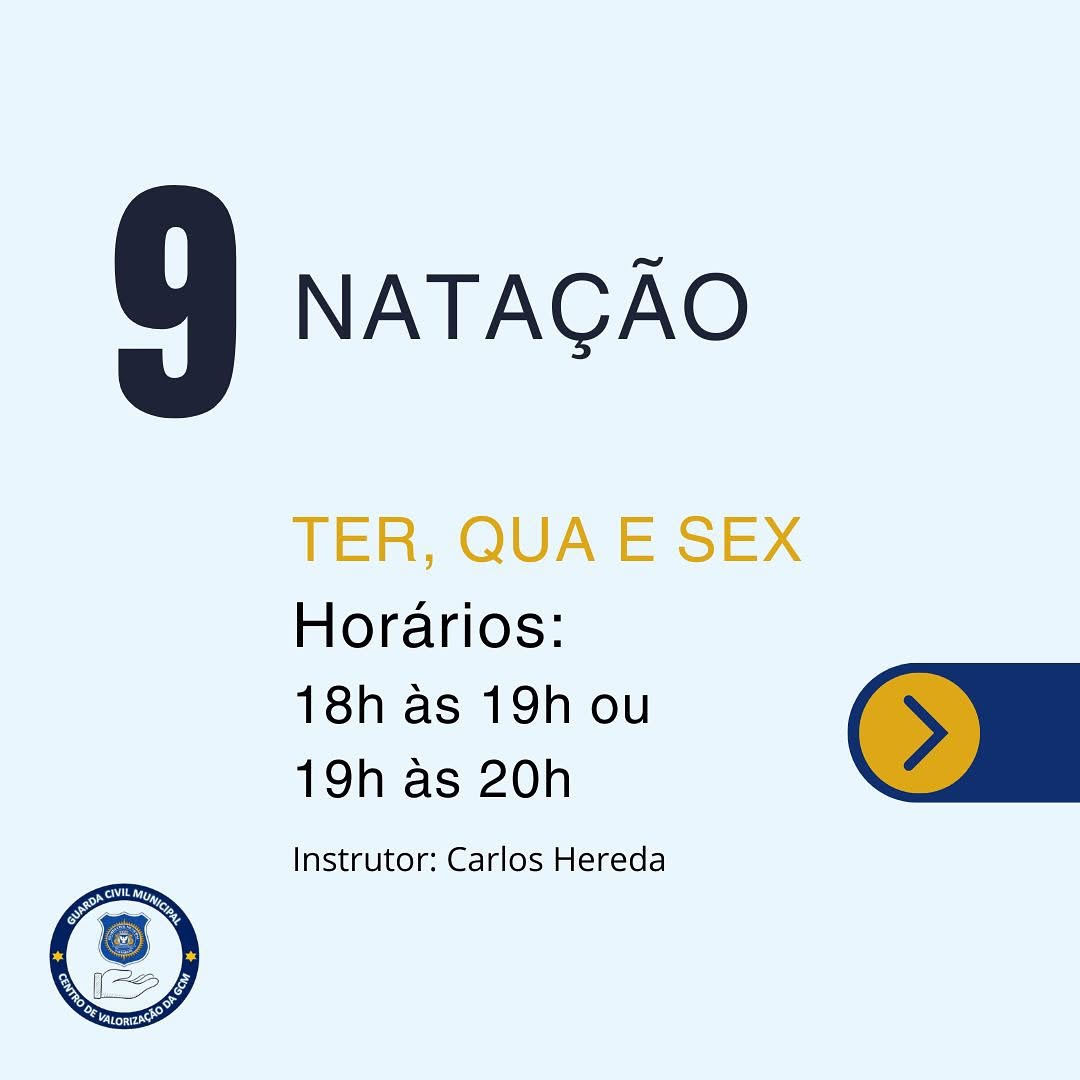 9 NATAÇÃO
TER, QUA E SEX
Horários:
18h às 19h ou
19h às 20h
Instrutor: Carlos Hereda
GUARDA CIVIL MUNICIPAL
CENTRO DE VALORIZAÇÃO DA GCM